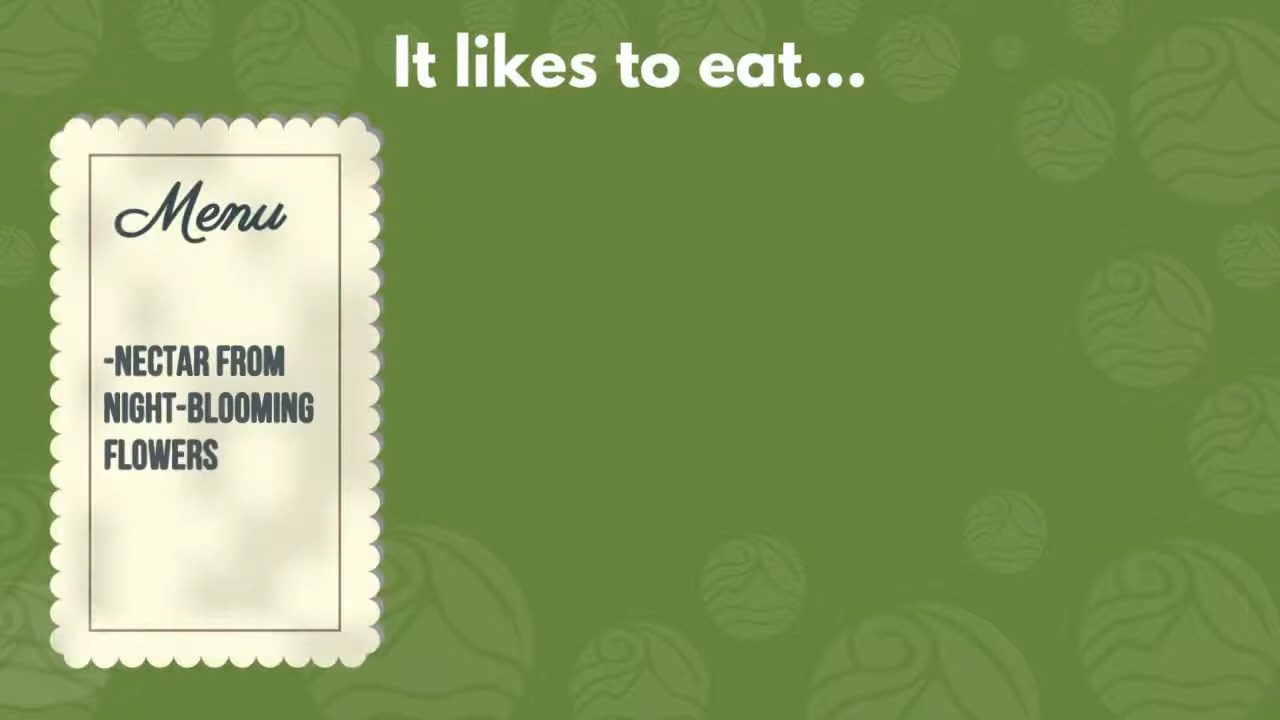 It likes to eat...
Menu
-NECTAR FROM
NIGHT-BLOOMING
FLOWERS